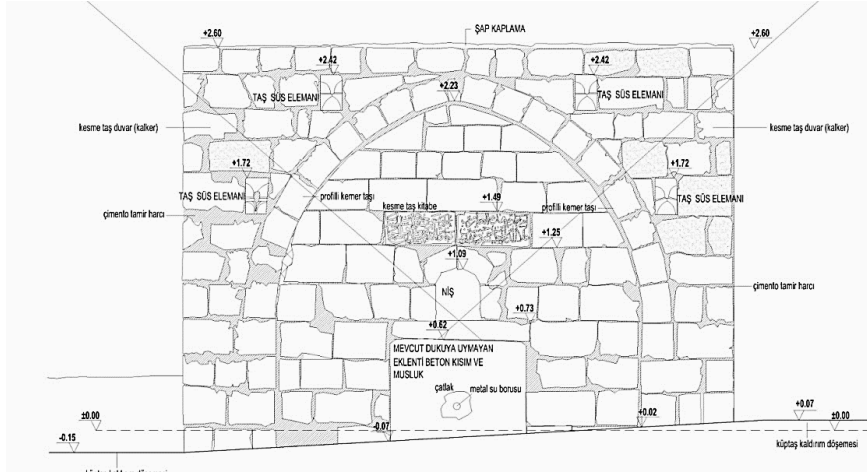 ŞAP KAPLAMA
+2.60
+2.60
+2.42
+2.42
+2.23
TAŞ SÜS ELEMANI
TAŞ SÜS ELEMANI
kesme taş duvar (kalker)
kesme taş duvar (kalker)
+1.72
+1.72
TAŞ SÜS ELEMANI
profilli kemer taşı
kesme taş kitabe
+1.49
profilli kemer taşı
TAŞ SÜS ELEMANI
çimento tamir harcı
+1.25
+1.09
NİŞ
çimento tamir harcı
+0.73
+0.62
MEVCUT DUKUYA UYMAYAN
EKLENTİ BETON KISIM VE
MUSLUK
çatlak
metal su borusu
±0.00
-0.07
+0.02
+0.07
±0.00
-0.15
küptaş kaldırım döşemesi